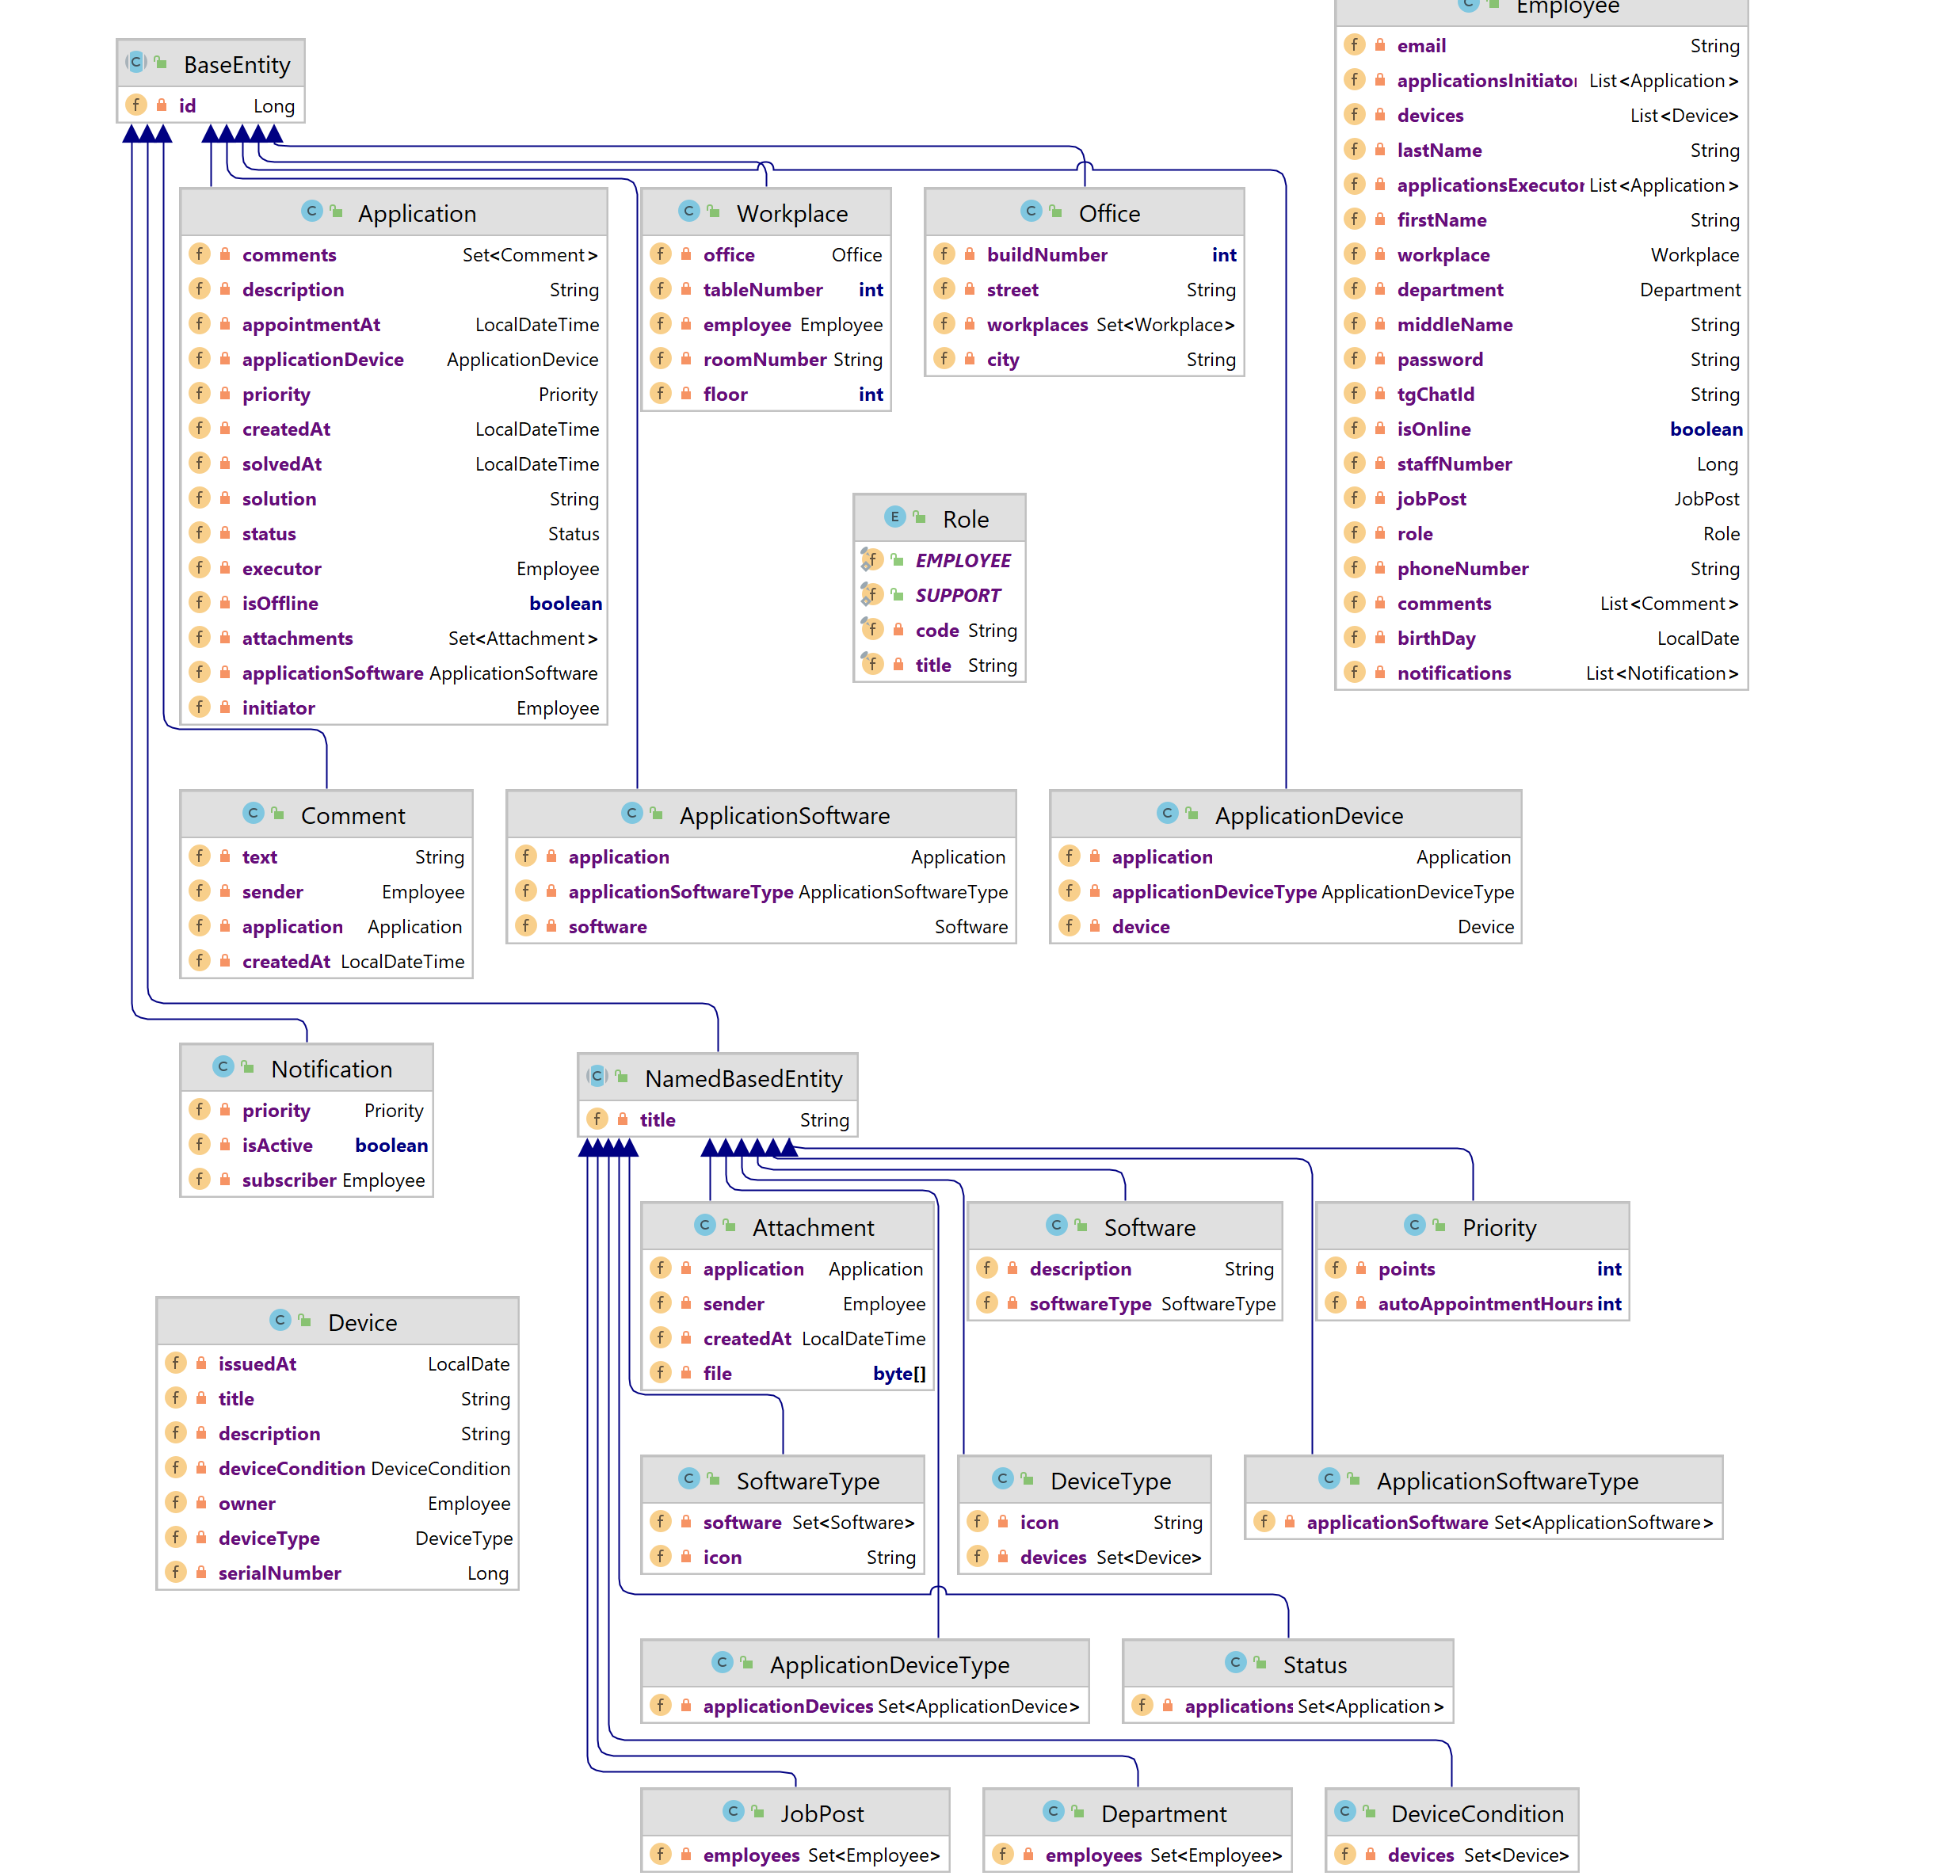 Employee
email String
applicationsInitiator List<Application>
devices List<Device>
lastName String
applicationsExecutor List<Application>
firstName String
workplace Workplace
department Department
middleName String
password String
tgChatId String
isOnline boolean
staffNumber Long
jobPost JobPost
role Role
phoneNumber String
comments List<Comment>
birthDay LocalDate
notifications List<Notification>
BaseEntity
id Long
Application
comments Set<Comment>
description String
appointmentAt LocalDateTime
applicationDevice ApplicationDevice
priority Priority
createdAt LocalDateTime
solvedAt LocalDateTime
solution String
status Status
executor Employee
isOffline boolean
attachments Set<Attachment>
applicationSoftware ApplicationSoftware
initiator Employee
Workplace
office Office
tableNumber int
employee Employee
roomNumber String
floor int
Office
buildNumber int
street String
workplaces Set<Workplace>
city String
Role
EMPLOYEE
SUPPORT
code String
title String
Comment
text String
sender Employee
application Application
createdAt LocalDateTime
ApplicationSoftware
application Application
applicationSoftwareType ApplicationSoftwareType
software Software
ApplicationDevice
application Application
applicationDeviceType ApplicationDeviceType
device Device
Notification
priority Priority
isActive boolean
subscriber Employee
NamedBasedEntity
title String
Attachment
application Application
sender Employee
createdAt LocalDateTime
file byte[]
Software
description String
softwareType SoftwareType
Priority
points int
autoAppointmentHours int
Device
issuedAt LocalDate
title String
description String
deviceCondition DeviceCondition
owner Employee
deviceType DeviceType
serialNumber Long
SoftwareType
software Set<Software>
icon String
DeviceType
icon String
devices Set<Device>
ApplicationSoftwareType
applicationSoftware Set<ApplicationSoftware>
ApplicationDeviceType
applicationDevices Set<ApplicationDevice>
Status
applications Set<Application>
JobPost
employees Set<Employee>
Department
employees Set<Employee>
DeviceCondition
devices Set<Device>